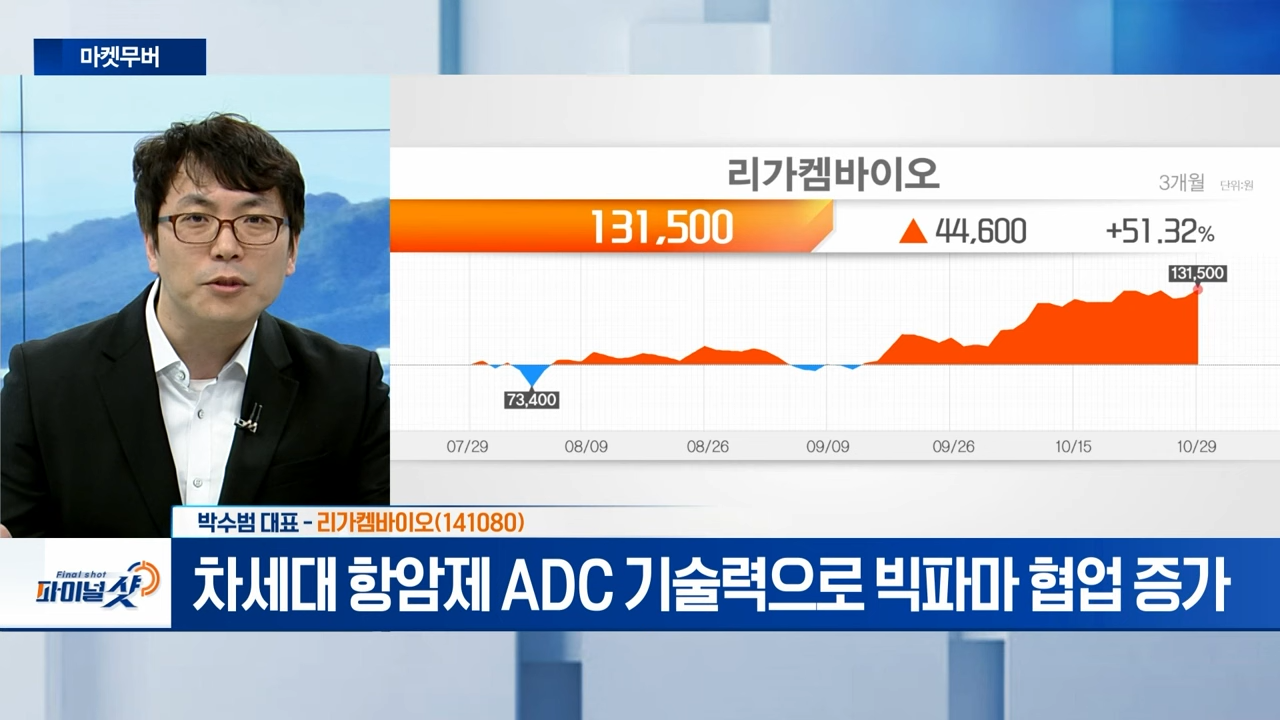 마켓무버
리가켐바이오
3개월 단위:원
131,500 ▲ 44,600 +51.32%
131,500
73,400
07/29 08/09 08/26 09/09 09/26 10/15 10/29
박수범 대표 - 리가켐바이오(141080)
Final shot
파이널샷
차세대 항암제 ADC 기술력으로 빅파마 협업 증가